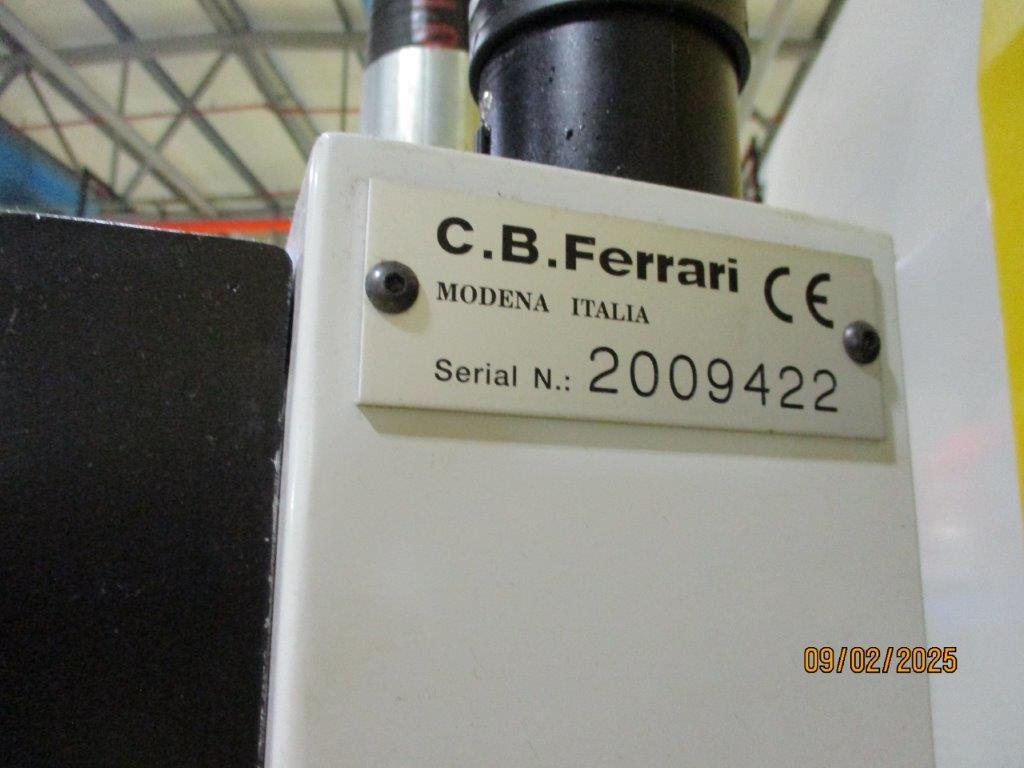 C.B.Ferrari CE
MODENA ITALIA
Serial N.: 2009422
09/02/2025